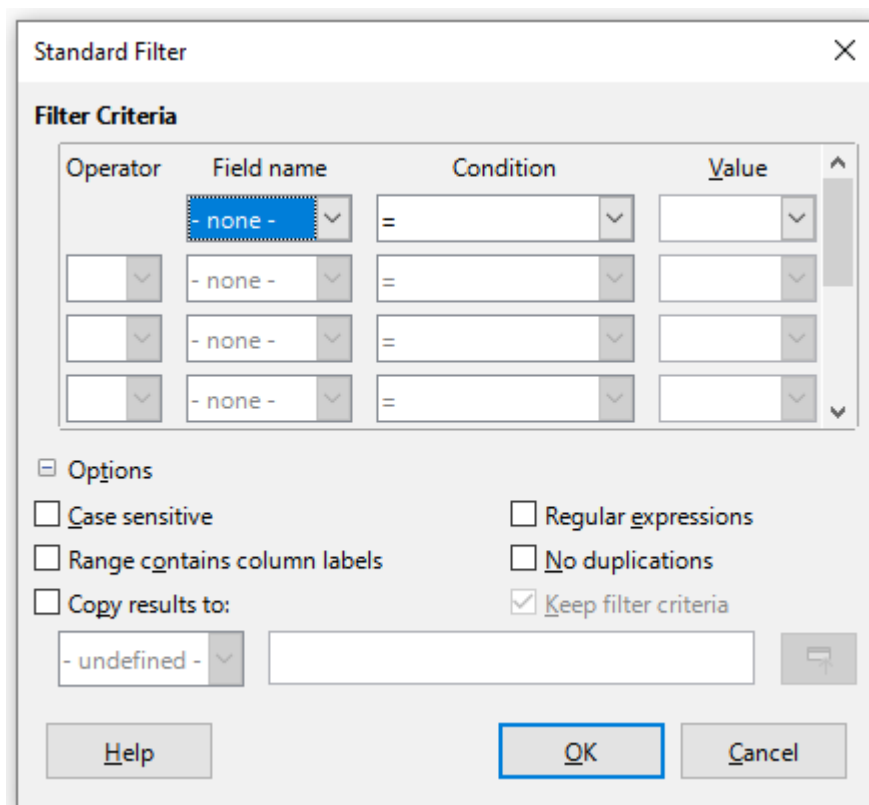 Standard Filter
Filter Criteria
Operator Field name Condition Value
- none - =
- none - =
- none - =
- none - =
Options
Case sensitive Regular expressions
Range contains column labels No duplications
Copy results to: Keep filter criteria
- undefined -
Help OK Cancel